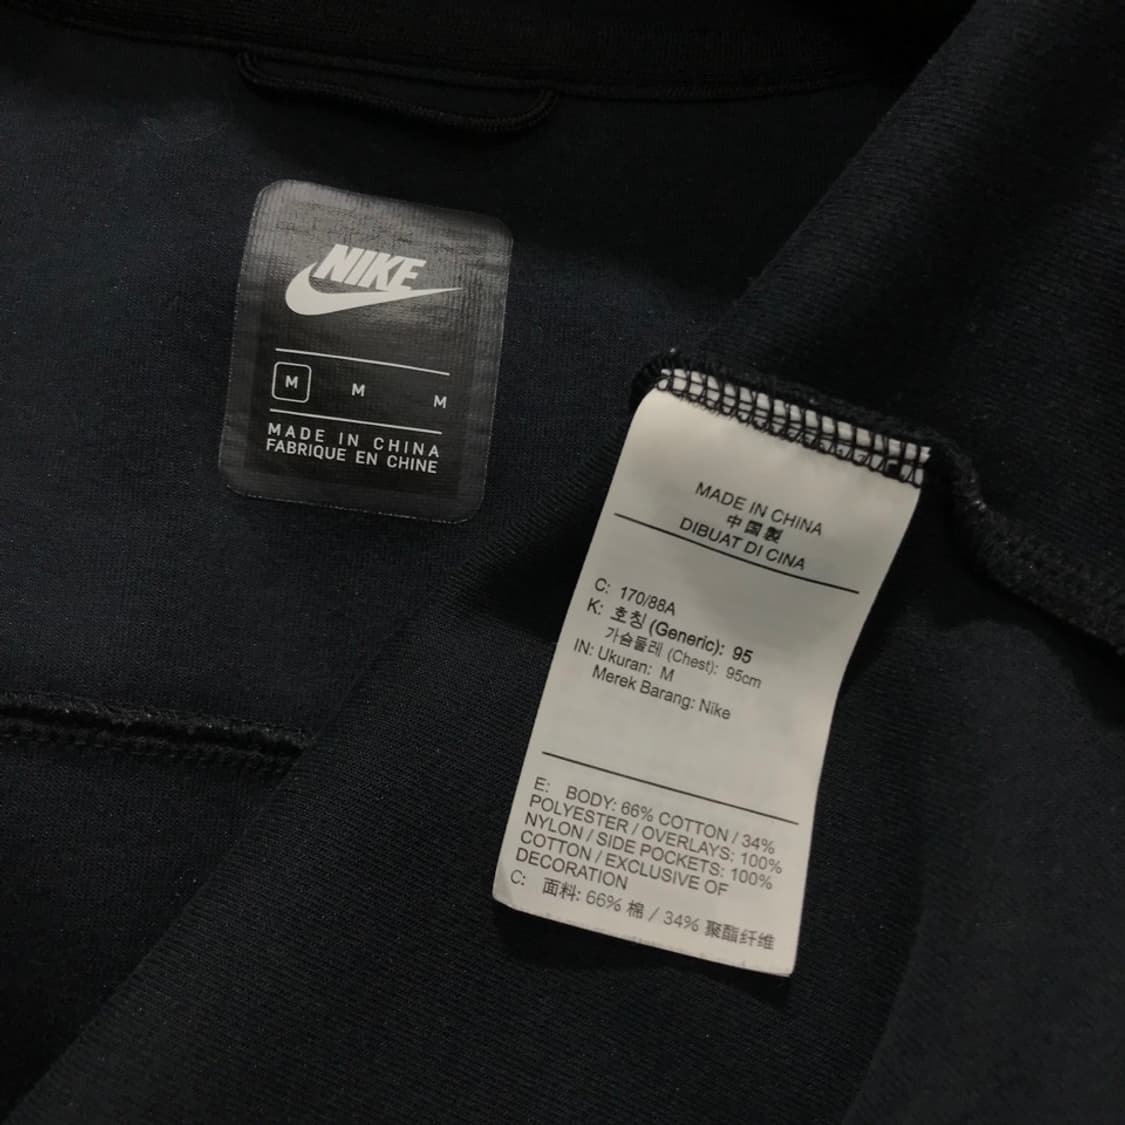 NIKE
M M M
MADE IN CHINA
FABRIQUE EN CHINE
MADE IN CHINA
中国製
DIBUAT DI CINA
C: 170/88A
K: 호칭 (Generic): 95
가슴둘레 (Chest): 95cm
IN: Ukuran: M
Merek Barang: Nike
E: BODY: 66% COTTON / 34%
POLYESTER / OVERLAYS: 100%
NYLON / SIDE POCKETS: 100%
COTTON / EXCLUSIVE OF
DECORATION
C: 面料: 66% 棉 / 34% 聚酯纤维